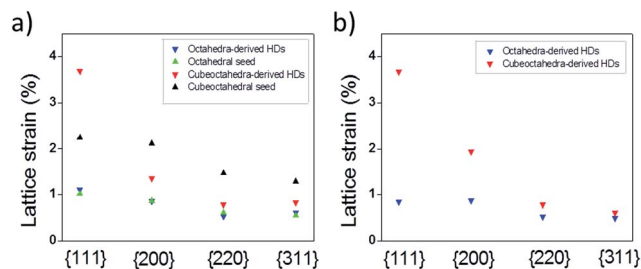 a)
Lattice strain (%)
4
3
2
1
0
Octahedra-derived HDs
Octahedral seed
Cubeoctahedra-derived HDs
Cubeoctahedral seed
{111} {200} {220} {311}
b)
Lattice strain (%)
4
3
2
1
0
Octahedra-derived HDs
Cubeoctahedra-derived HDs
{111} {200} {220} {311}